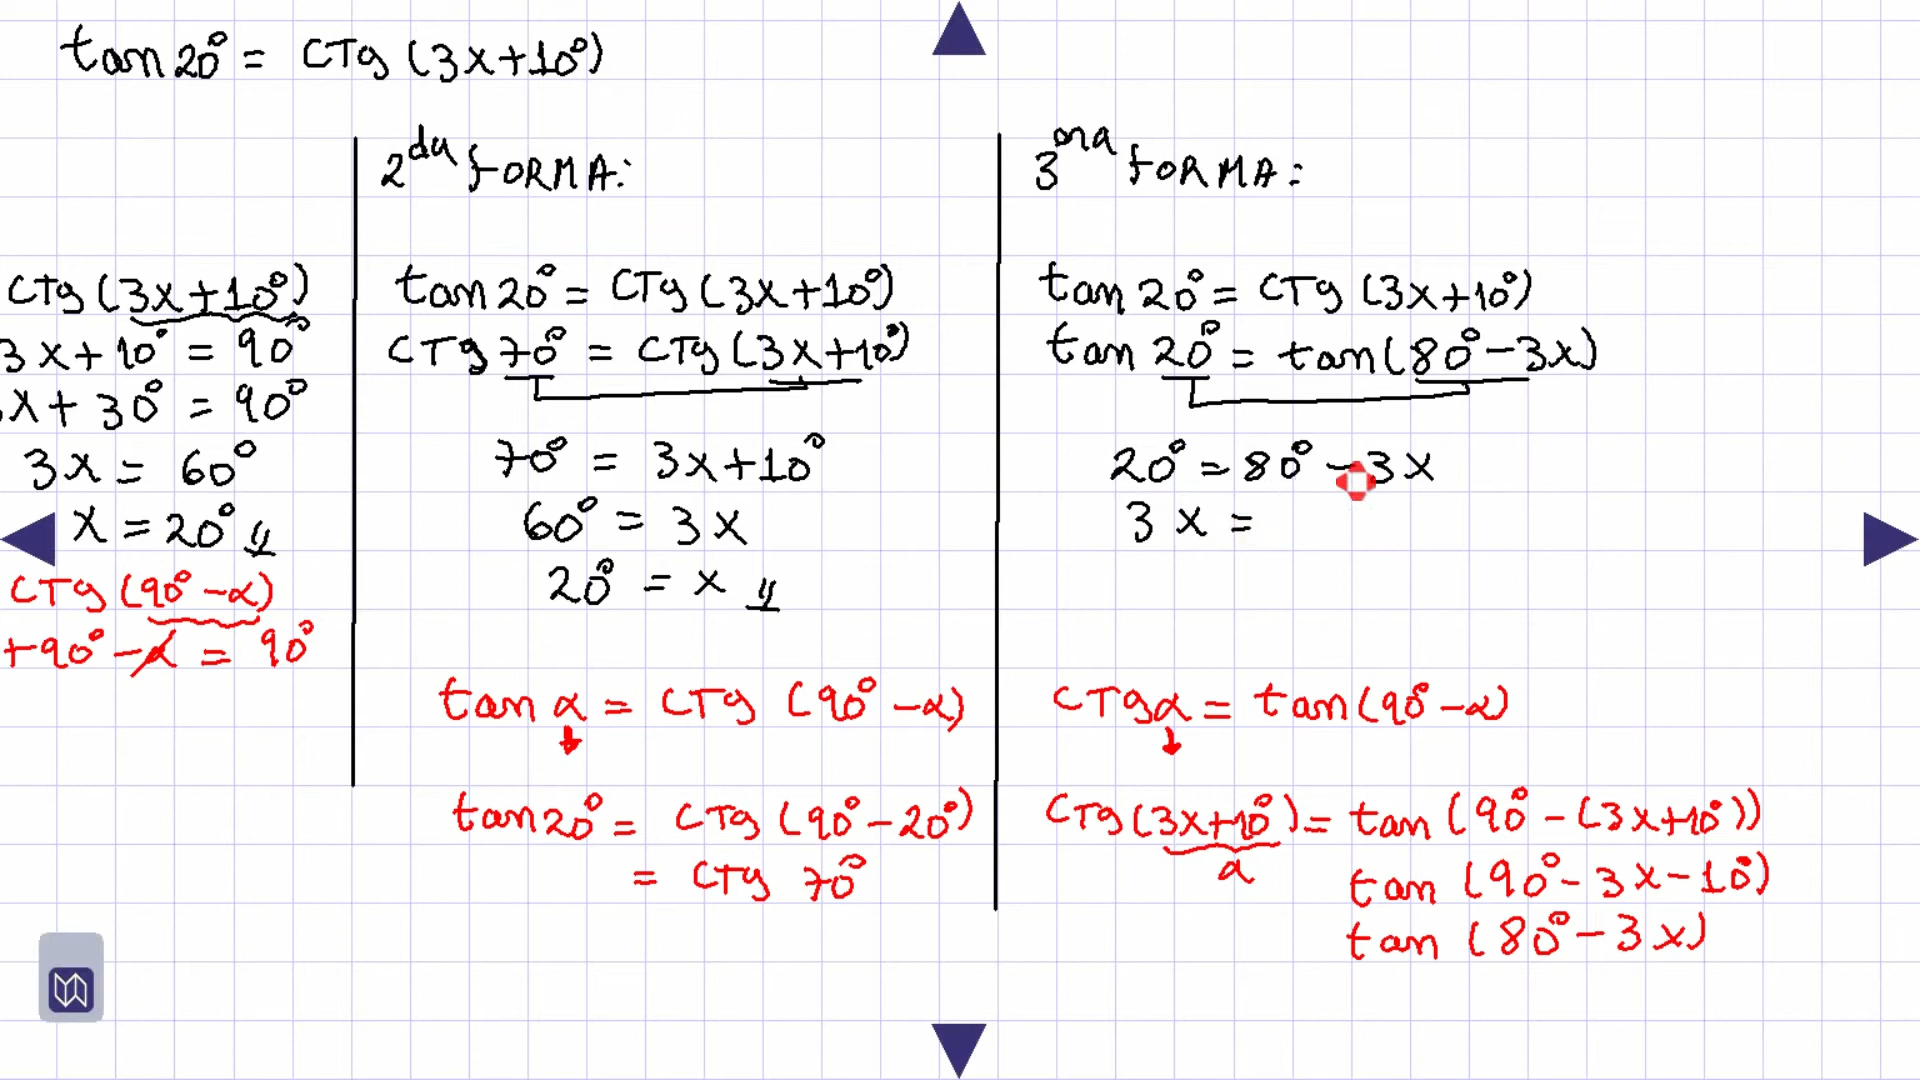 tan 20° = CTg (3x+10°)
CTg (3x+10°)
3x+10° = 90°
x+30° = 90°
3x = 60°
x = 20°
CTg (90°-α)
+90°-α = 90°
2da FORMA:
tan 20° = CTg (3x+10°)
CTg 70° = CTg (3x+10°)
70° = 3x+10°
60° = 3x
20° = x
tan α = CTg (90°-α)
tan 20° = CTg (90°-20°)
= CTg 70°
3ra FORMA:
tan 20° = CTg (3x+10°)
tan 20° = tan (80°-3x)
20° = 80° - 3x
3x =
CTg α = tan (90°-α)
CTg (3x+10°) = tan (90°-(3x+10°))
α
tan (90°-3x-10°)
tan (80°-3x)